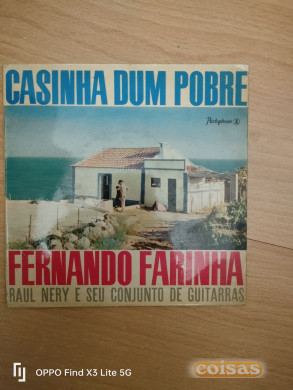 CASINHA DUM POBRE
Parlophone
FERNANDO FARINHA
RAUL NERY E SEU CONJUNTO DE GUITARRAS
coisas
OPPO Find X3 Lite 5G